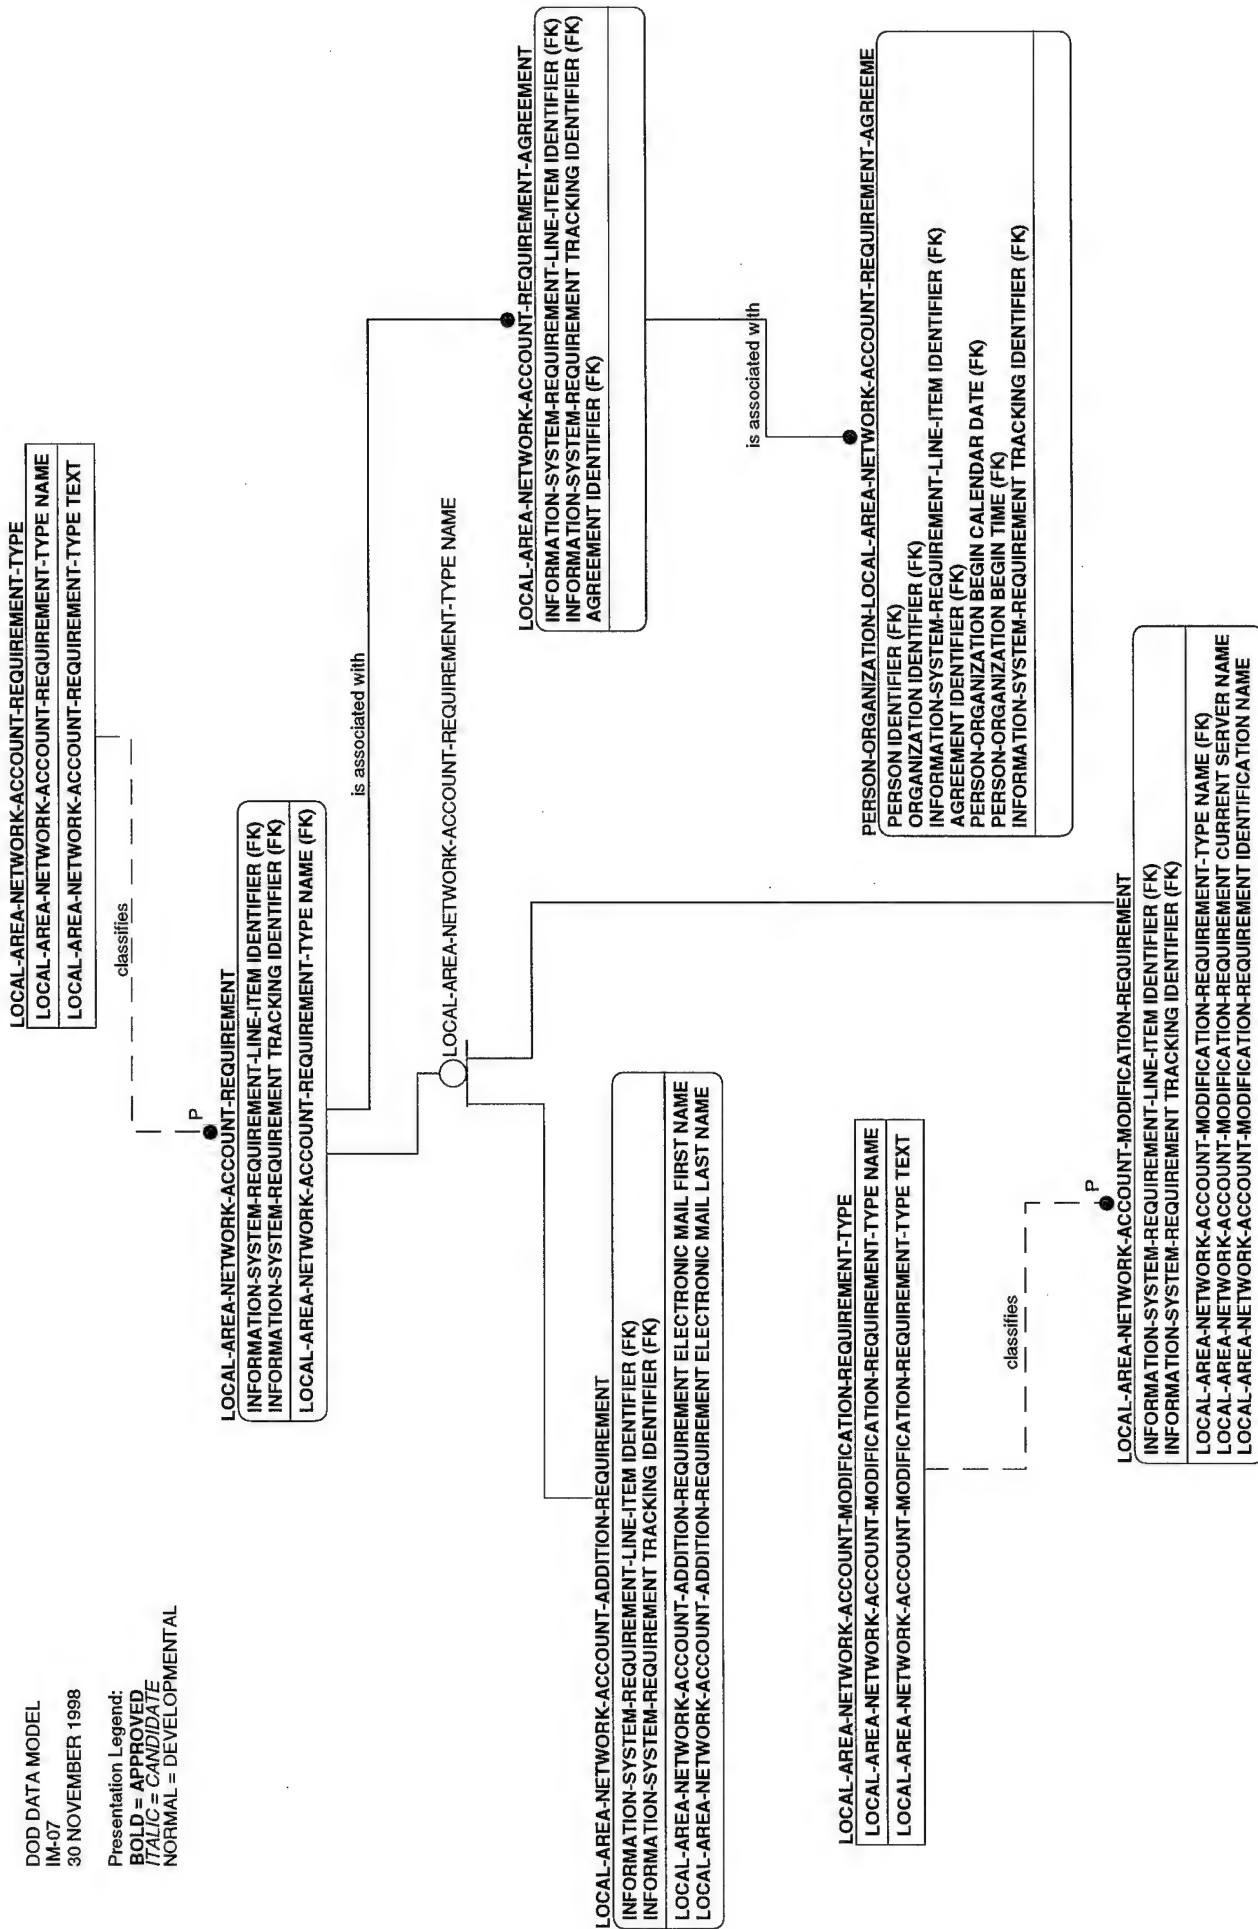 DOD DATA MODEL
IM-07
30 NOVEMBER 1998
Presentation Legend:
BOLD = APPROVED
ITALIC = CANDIDATE
NORMAL = DEVELOPMENTAL
LOCAL-AREA-NETWORK-ACCOUNT-REQUIREMENT-TYPE
LOCAL-AREA-NETWORK-ACCOUNT-REQUIREMENT-TYPE NAME
LOCAL-AREA-NETWORK-ACCOUNT-REQUIREMENT-TYPE TEXT
classifies
P
LOCAL-AREA-NETWORK-ACCOUNT-REQUIREMENT
INFORMATION-SYSTEM-REQUIREMENT-LINE-ITEM IDENTIFIER (FK)
INFORMATION-SYSTEM-REQUIREMENT TRACKING IDENTIFIER (FK)
LOCAL-AREA-NETWORK-ACCOUNT-REQUIREMENT-TYPE NAME (FK)
is associated with
LOCAL-AREA-NETWORK-ACCOUNT-REQUIREMENT-TYPE NAME
LOCAL-AREA-NETWORK-ACCOUNT-REQUIREMENT-AGREEMENT
INFORMATION-SYSTEM-REQUIREMENT-LINE-ITEM IDENTIFIER (FK)
INFORMATION-SYSTEM-REQUIREMENT TRACKING IDENTIFIER (FK)
AGREEMENT IDENTIFIER (FK)
is associated with
LOCAL-AREA-NETWORK-ACCOUNT-ADDITION-REQUIREMENT
INFORMATION-SYSTEM-REQUIREMENT-LINE-ITEM IDENTIFIER (FK)
INFORMATION-SYSTEM-REQUIREMENT TRACKING IDENTIFIER (FK)
LOCAL-AREA-NETWORK-ACCOUNT-ADDITION-REQUIREMENT ELECTRONIC MAIL FIRST NAME
LOCAL-AREA-NETWORK-ACCOUNT-ADDITION-REQUIREMENT ELECTRONIC MAIL LAST NAME
PERSON-ORGANIZATION-LOCAL-AREA-NETWORK-ACCOUNT-REQUIREMENT-AGREEME
PERSON IDENTIFIER (FK)
ORGANIZATION IDENTIFIER (FK)
INFORMATION-SYSTEM-REQUIREMENT-LINE-ITEM IDENTIFIER (FK)
AGREEMENT IDENTIFIER (FK)
PERSON-ORGANIZATION BEGIN CALENDAR DATE (FK)
PERSON-ORGANIZATION BEGIN TIME (FK)
INFORMATION-SYSTEM-REQUIREMENT TRACKING IDENTIFIER (FK)
LOCAL-AREA-NETWORK-ACCOUNT-MODIFICATION-REQUIREMENT-TYPE
LOCAL-AREA-NETWORK-ACCOUNT-MODIFICATION-REQUIREMENT-TYPE NAME
LOCAL-AREA-NETWORK-ACCOUNT-MODIFICATION-REQUIREMENT-TYPE TEXT
classifies
P
LOCAL-AREA-NETWORK-ACCOUNT-MODIFICATION-REQUIREMENT
INFORMATION-SYSTEM-REQUIREMENT-LINE-ITEM IDENTIFIER (FK)
INFORMATION-SYSTEM-REQUIREMENT TRACKING IDENTIFIER (FK)
LOCAL-AREA-NETWORK-ACCOUNT-MODIFICATION-REQUIREMENT-TYPE NAME (FK)
LOCAL-AREA-NETWORK-ACCOUNT-MODIFICATION-REQUIREMENT CURRENT SERVER NAME
LOCAL-AREA-NETWORK-ACCOUNT-MODIFICATION-REQUIREMENT IDENTIFICATION NAME